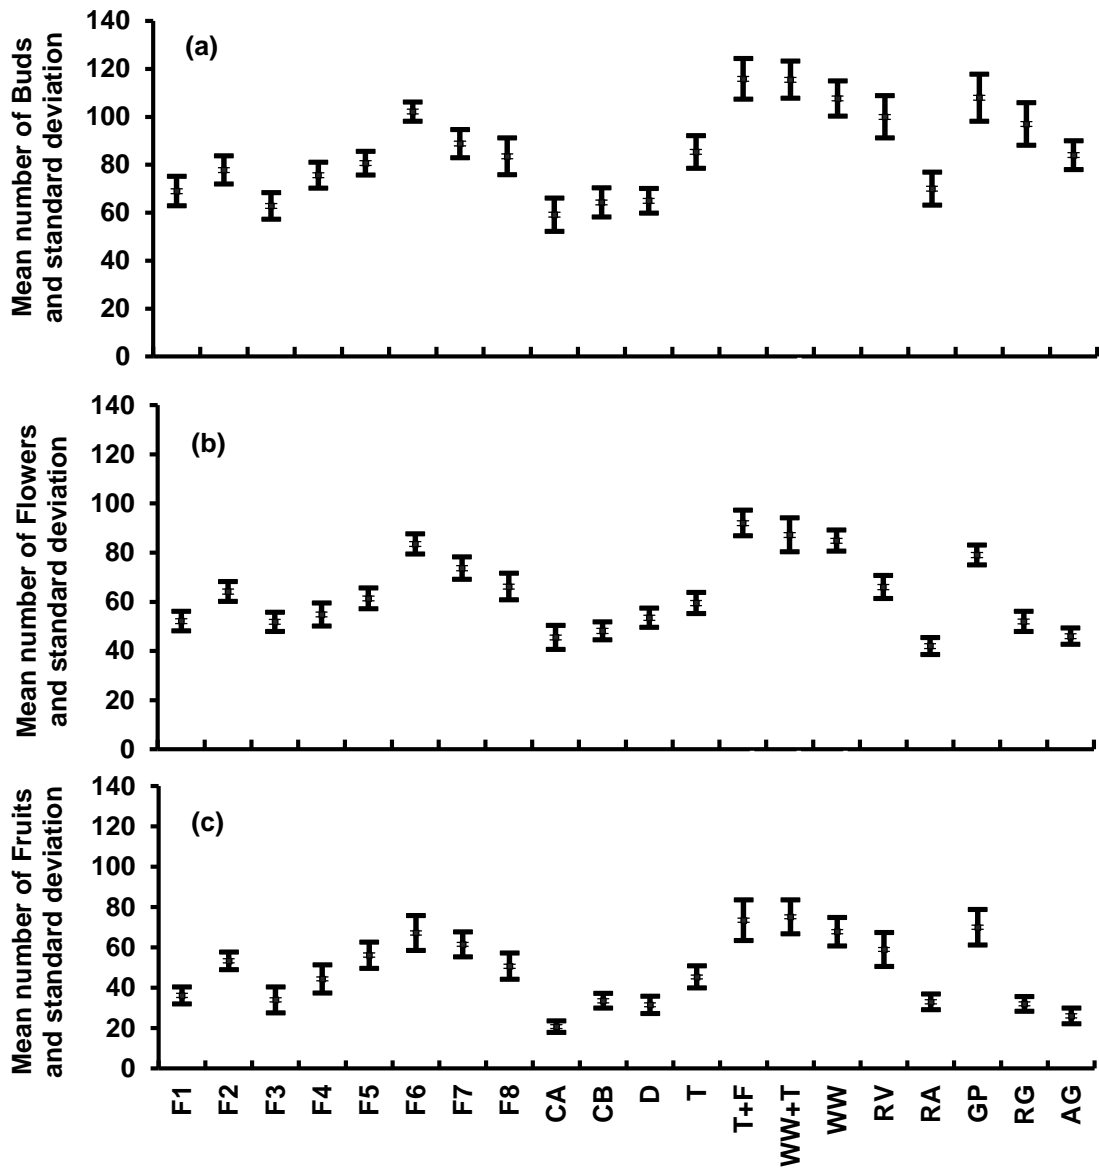 Mean number of Buds
and standard deviation
(a)
140
120
100
80
60
40
20
0
Mean number of Flowers
and standard deviation
(b)
140
120
100
80
60
40
20
0
Mean number of Fruits
and standard deviation
(c)
140
120
100
80
60
40
20
0
F1
F2
F3
F4
F5
F6
F7
F8
CA
CB
D
T
T+F
WW+T
WW
RV
RA
GP
RG
AG